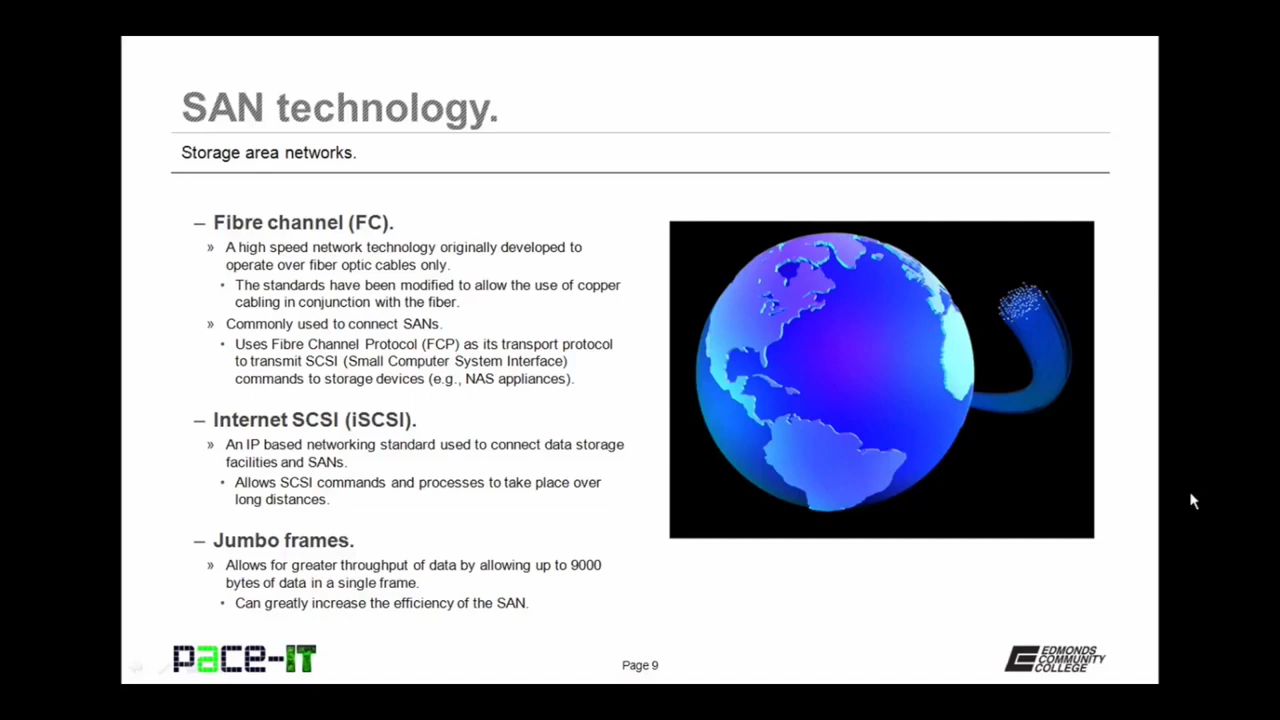 SAN technology.
Storage area networks.
– Fibre channel (FC).
» A high speed network technology originally developed to
operate over fiber optic cables only.
• The standards have been modified to allow the use of copper
cabling in conjunction with the fiber.
» Commonly used to connect SANs.
• Uses Fibre Channel Protocol (FCP) as its transport protocol
to transmit SCSI (Small Computer System Interface)
commands to storage devices (e.g., NAS appliances).
– Internet SCSI (iSCSI).
» An IP based networking standard used to connect data storage
facilities and SANs.
• Allows SCSI commands and processes to take place over
long distances.
– Jumbo frames.
» Allows for greater throughput of data by allowing up to 9000
bytes of data in a single frame.
• Can greatly increase the efficiency of the SAN.
pace-IT
Page 9
EDMONDS
COMMUNITY
COLLEGE